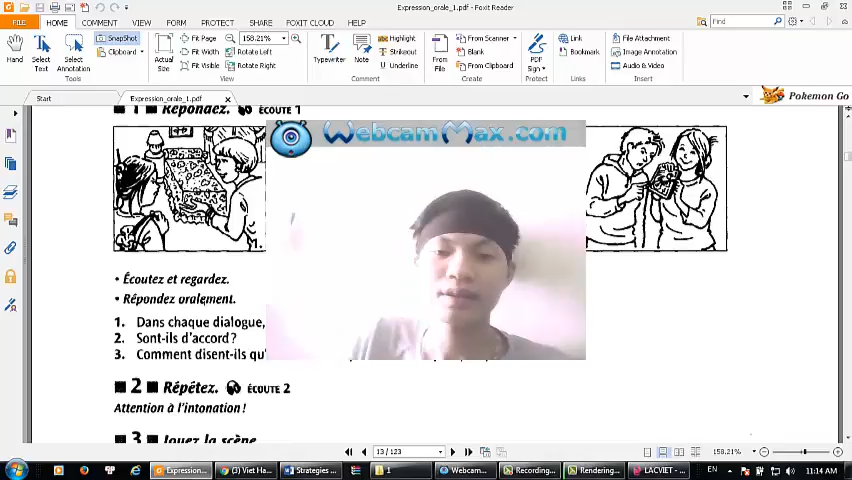 Expression_orale_1.pdf - Foxit Reader
FILE HOME COMMENT VIEW FORM PROTECT SHARE FOXIT CLOUD HELP
Find
Hand
Select
Text
Select
Annotation
SnapShot
Clipboard
Tools
Actual
Size
Fit Page
Fit Width
Fit Visible
158.21%
Rotate Left
Rotate Right
View
Typewriter
Note
Highlight
Strikeout
Underline
Comment
From
File
From Scanner
Blank
From Clipboard
Create
PDF
Sign
Protect
Link
Bookmark
Links
File Attachment
Image Annotation
Audio & Video
Insert
Start
Expression_orale_1.pdf
Pokemon Go
1 Répondez. ÉCOUTE 1
WebcamMax.com
1.
• Écoutez et regardez.
• Répondez oralement.
1. Dans chaque dialogue,
2. Sont-ils d'accord?
3. Comment disent-ils qu'
2 Répétez. ÉCOUTE 2
Attention à l'intonation !
3 Jouez la scène
13 / 123
158.21%
Expression...
Viet Ha...
Strategies ...
1
Webcam...
Recording...
Rendering...
LACVIET -...
EN
11:14 AM